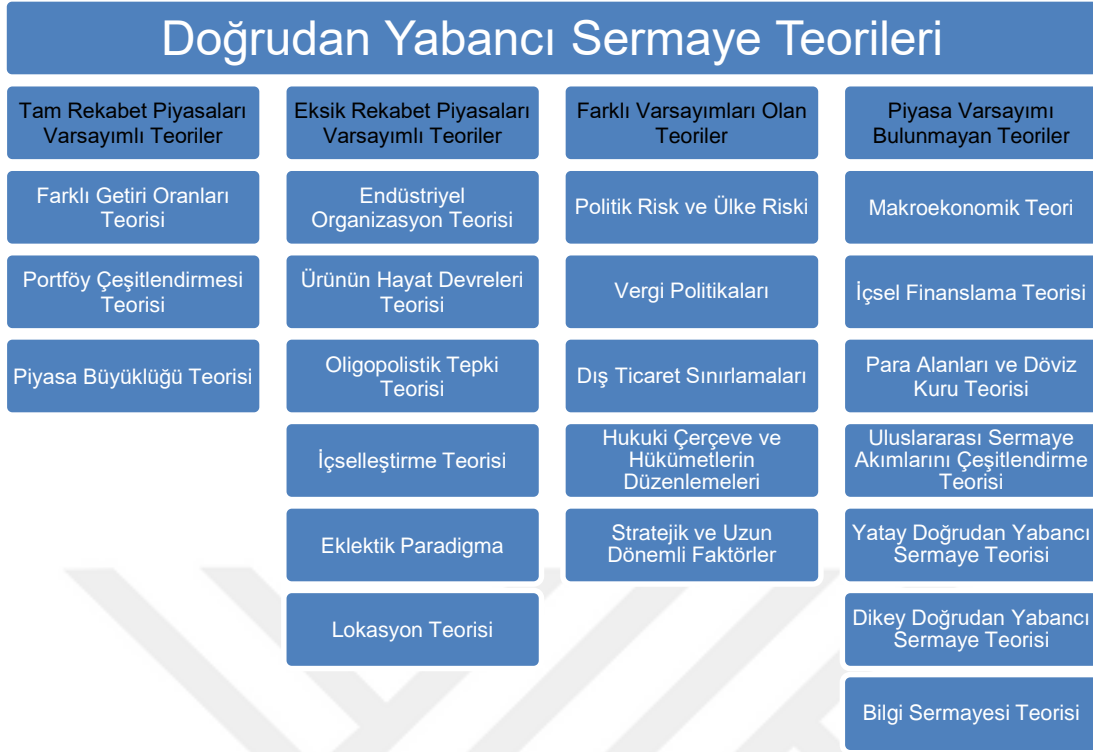 Doğrudan Yabancı Sermaye Teorileri
Tam Rekabet Piyasaları
Varsayımlı Teoriler
Farklı Getiri Oranları
Teorisi
Portföy Çeşitlendirmesi
Teorisi
Piyasa Büyüklüğü Teorisi
Eksik Rekabet Piyasaları
Varsayımlı Teoriler
Endüstriyel
Organizasyon Teorisi
Ürünün Hayat Devreleri
Teorisi
Oligopolistik Tepki
Teorisi
İçselleştirme Teorisi
Eklektik Paradigma
Lokasyon Teorisi
Farklı Varsayımları Olan
Teoriler
Politik Risk ve Ülke Riski
Vergi Politikaları
Dış Ticaret Sınırlamaları
Hukuki Çerçeve ve
Hükümetlerin
Düzenlemeleri
Stratejik ve Uzun
Dönemli Faktörler
Piyasa Varsayımı
Bulunmayan Teoriler
Makroekonomik Teori
İçsel Finanslama Teorisi
Para Alanları ve Döviz
Kuru Teorisi
Uluslararası Sermaye
Akımlarını Çeşitlendirme
Teorisi
Yatay Doğrudan Yabancı
Sermaye Teorisi
Dikey Doğrudan Yabancı
Sermaye Teorisi
Bilgi Sermayesi Teorisi